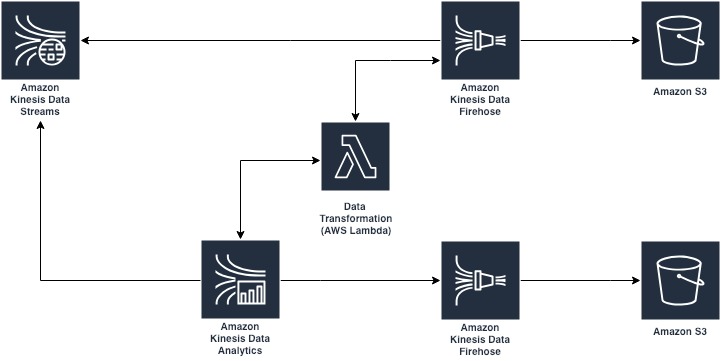 Amazon
Kinesis Data
Streams
Amazon
Kinesis Data
Firehose
Amazon S3
Data
Transformation
(AWS Lambda)
Amazon
Kinesis Data
Analytics
Amazon
Kinesis Data
Firehose
Amazon S3